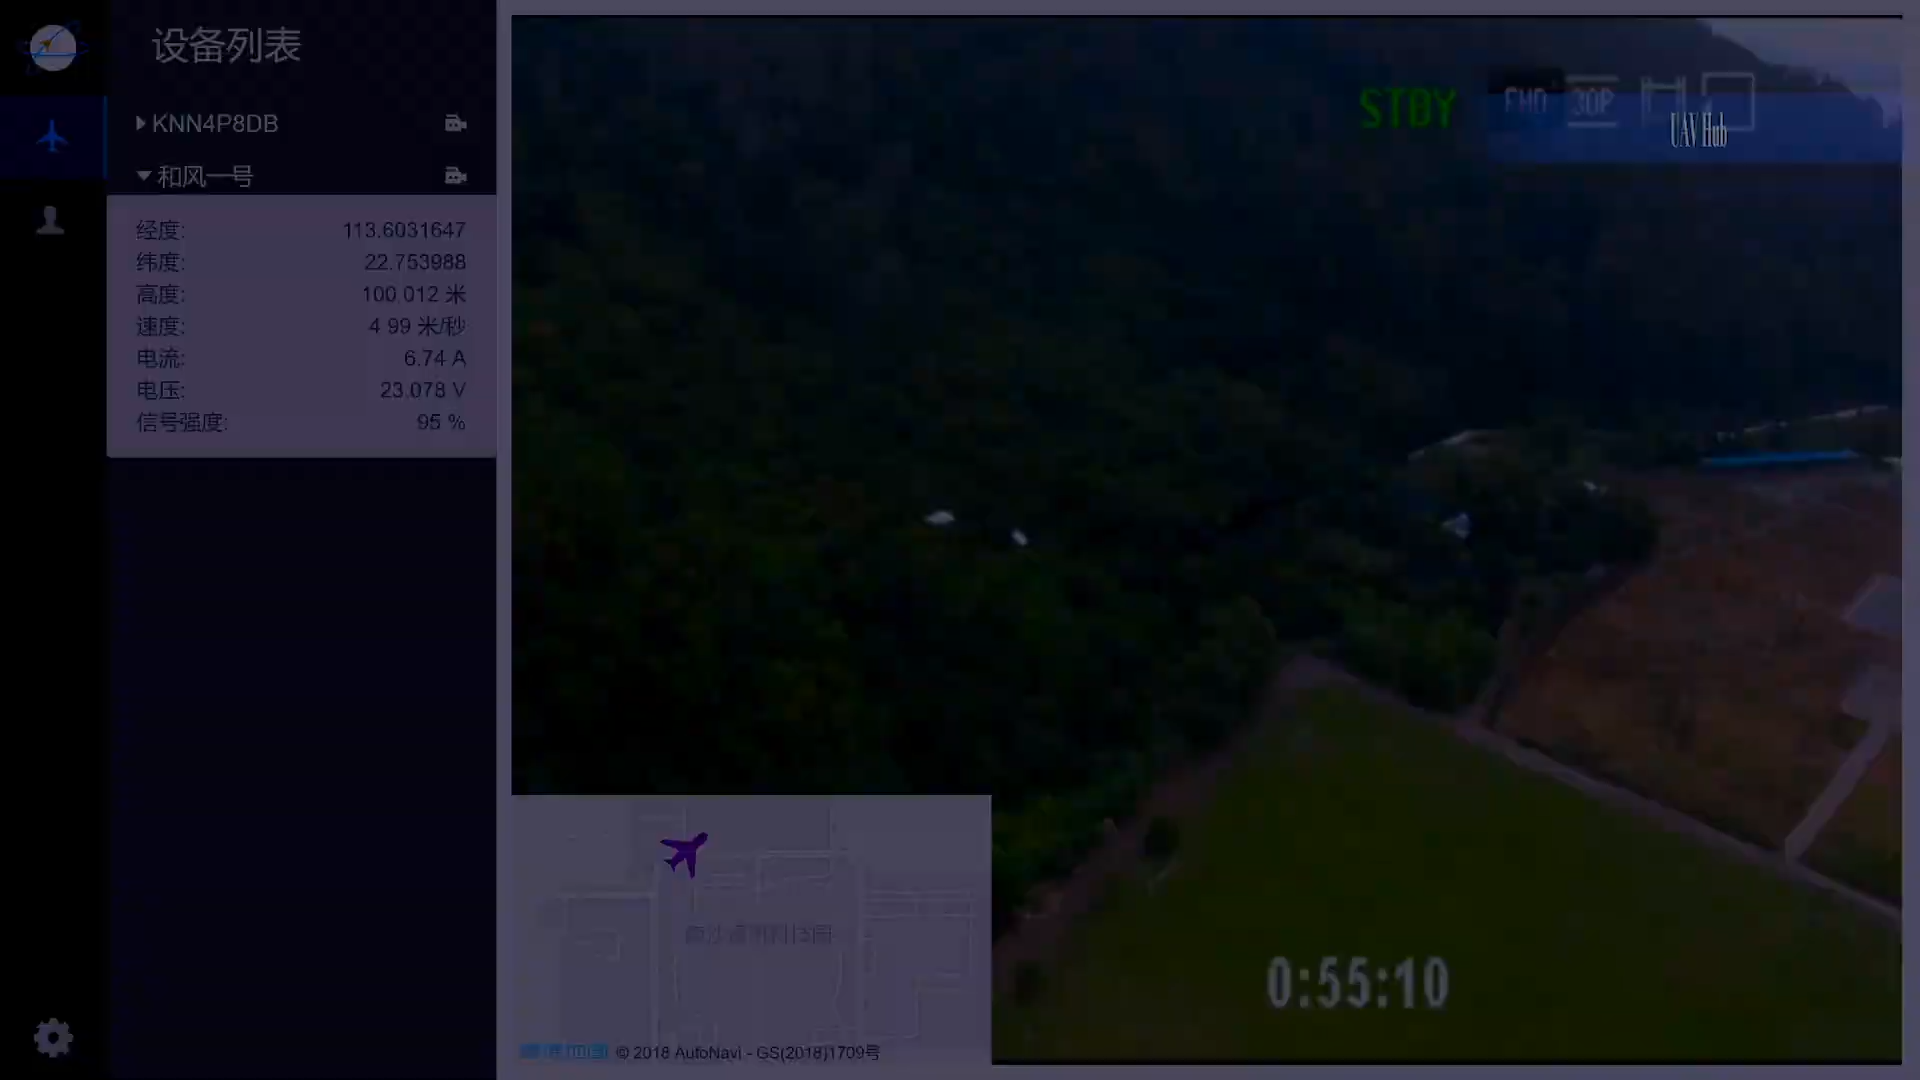 设备列表
KNN4P8DB
和风一号
经度: 113.6031647
纬度: 22.753988
高度: 100.012 米
速度: 4.99 米/秒
电流: 6.74 A
电压: 23.078 V
信号强度: 95 %
STBY FHD 30P
UAV Hub
0:55:10
© 2018 AutoNavi - GS(2018)1709号